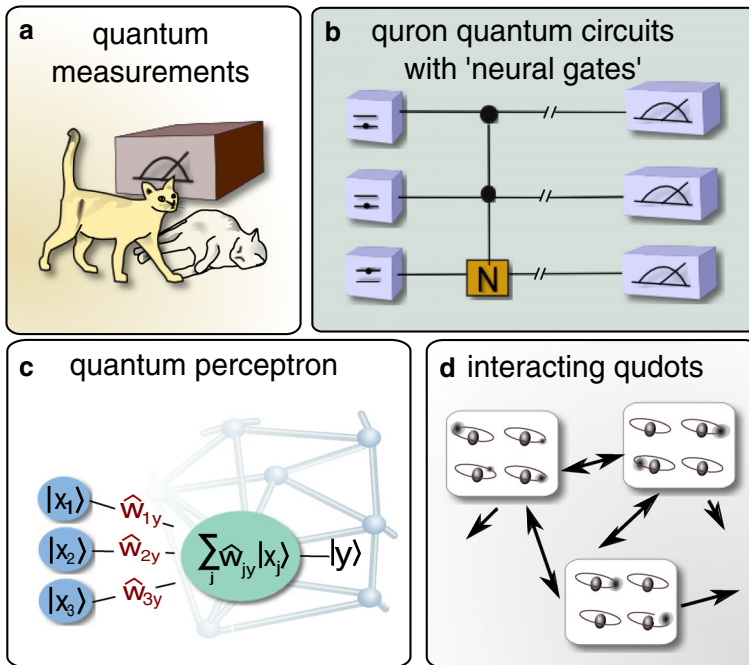 a quantum
measurements
b quron quantum circuits
with 'neural gates'
N
c quantum perceptron
|x₁⟩ ŵ₁y
|x₂⟩ ŵ₂y
∑ⱼ ŵⱼy|xⱼ⟩ |y⟩
|x₃⟩ ŵ₃y
d interacting qudots